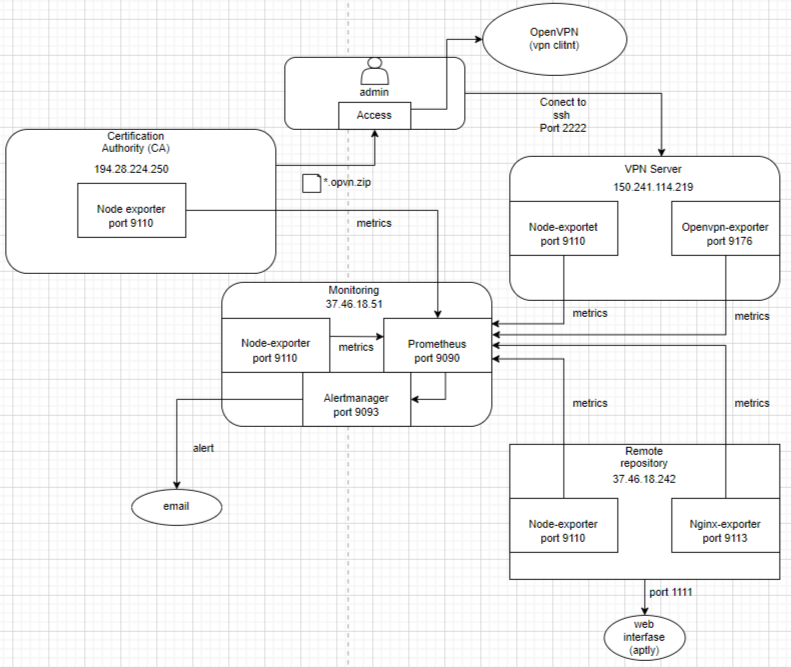 OpenVPN
(vpn clitnt)
admin
Access
Conect to
ssh
Port 2222
Certification
Authority (CA)
194.28.224.250
Node exporter
port 9110
*.opvn.zip
metrics
VPN Server
150.241.114.219
Node-exportet
port 9110
Openvpn-exporter
port 9176
metrics
metrics
Monitoring
37.46.18.51
Node-exporter
port 9110
metrics
Prometheus
port 9090
Alertmanager
port 9093
alert
email
metrics
metrics
Remote
repository
37.46.18.242
Node-exporter
port 9110
Nginx-exporter
port 9113
port 1111
web
interfase
(aptly)